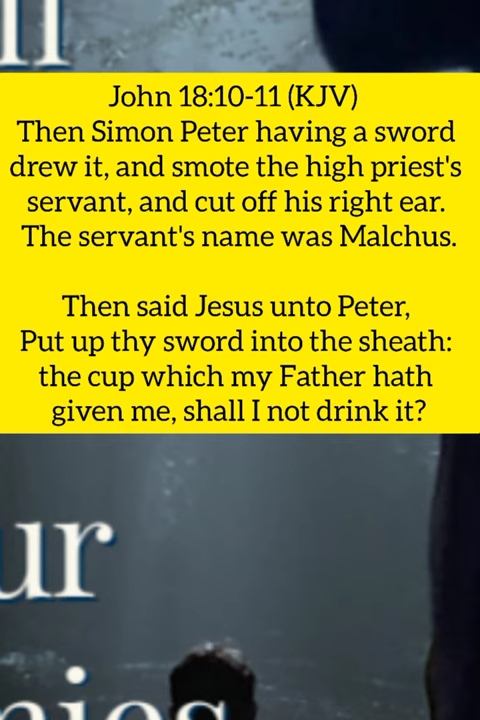 John 18:10-11 (KJV)
Then Simon Peter having a sword
drew it, and smote the high priest's
servant, and cut off his right ear.
The servant's name was Malchus.
Then said Jesus unto Peter,
Put up thy sword into the sheath:
the cup which my Father hath
given me, shall I not drink it?
ur